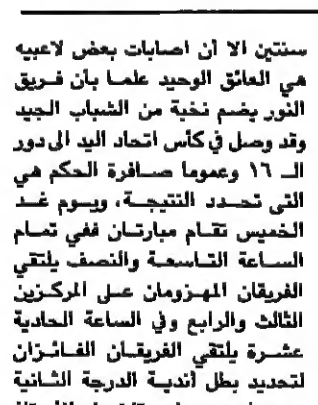 سنتين الا أن اصابات بعض لاعبيه
هي العائق الوحيد علما بأن فريق
النور يضم نخبة من الشباب الجيد
وقد وصل في كأس اتحاد اليد الى دور
الـ ١٦ وعموما صافرة الحكم هي
التي تحدد النتيجة، ويوم غد
الخميس تقام مبارتان ففي تمام
الساعة التاسعة والنصف يلتقي
الفريقان المهزومان على المركزين
الثالث والرابع وفي الساعة الحادية
عشرة يلتقي الفريقان الفائزان
لتحديد بطل أندية الدرجة الثانية